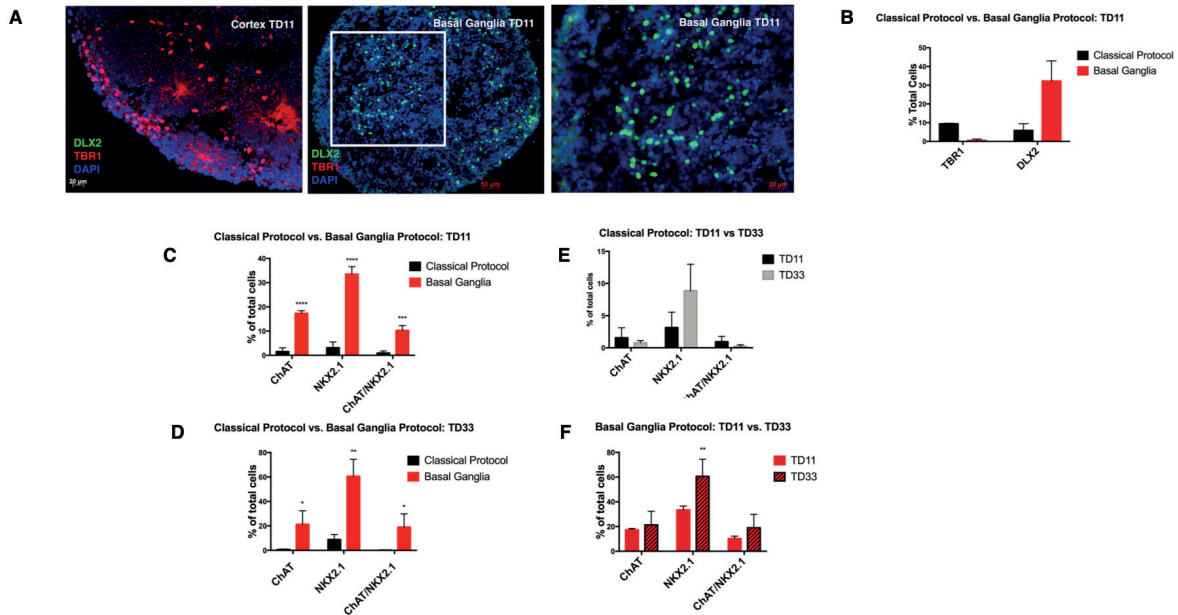 A
Cortex TD11
DLX2
TBR1
DAPI
20 µm
Basal Ganglia TD11
DLX2
TBR1
DAPI
50 µm
Basal Ganglia TD11
20 µm
B
Classical Protocol vs. Basal Ganglia Protocol: TD11
% Total Cells
50
40
30
20
10
0
TBR1
DLX2
Classical Protocol
Basal Ganglia
C
Classical Protocol vs. Basal Ganglia Protocol: TD11
% of total cells
40
30
20
10
0
****
****
***
ChAT
NKX2.1
ChAT/NKX2.1
Classical Protocol
Basal Ganglia
E
Classical Protocol: TD11 vs TD33
% of total cells
15
10
5
0
ChAT
NKX2.1
ChAT/NKX2.1
TD11
TD33
D
Classical Protocol vs. Basal Ganglia Protocol: TD33
% of total cells
80
60
40
20
0
*
**
*
ChAT
NKX2.1
ChAT/NKX2.1
Classical Protocol
Basal Ganglia
F
Basal Ganglia Protocol: TD11 vs. TD33
% of total cells
80
60
40
20
0
**
ChAT
NKX2.1
ChAT/NKX2.1
TD11
TD33